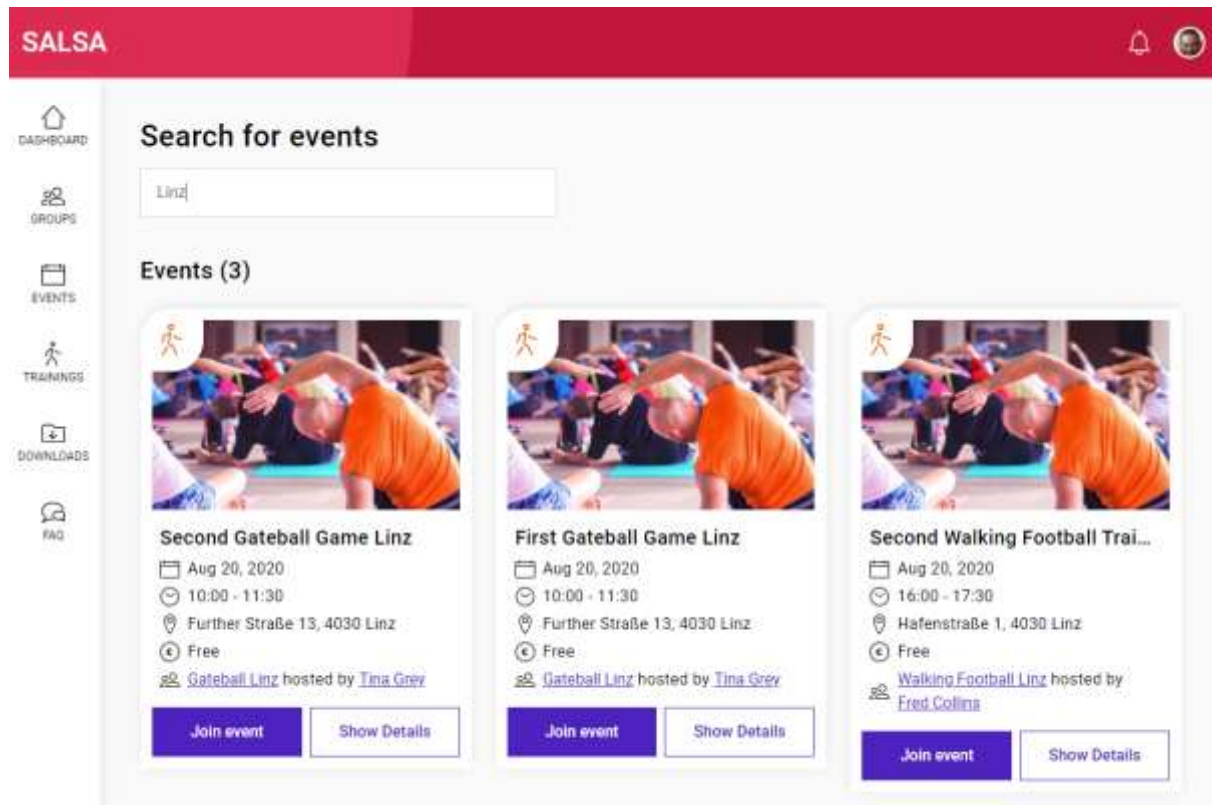 SALSA
DASHBOARD
GROUPS
EVENTS
TRAININGS
DOWNLOADS
FAQ
Search for events
Linz
Events (3)
Second Gateball Game Linz
Aug 20, 2020
10:00 - 11:30
Further Straße 13, 4030 Linz
Free
Gateball Linz hosted by Tina Grey
Join event
Show Details
First Gateball Game Linz
Aug 20, 2020
10:00 - 11:30
Further Straße 13, 4030 Linz
Free
Gateball Linz hosted by Tina Grey
Join event
Show Details
Second Walking Football Trai...
Aug 20, 2020
16:00 - 17:30
Hafenstraße 1, 4030 Linz
Free
Walking Football Linz hosted by
Fred Collins
Join event
Show Details